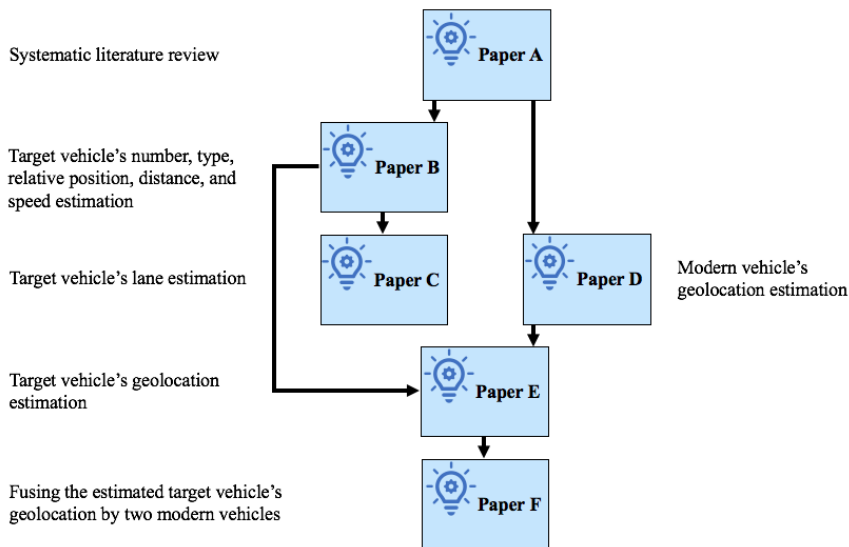 Systematic literature review
Paper A
Target vehicle’s number, type,
relative position, distance, and
speed estimation
Paper B
Target vehicle’s lane estimation
Paper C
Paper D
Modern vehicle’s
geolocation estimation
Target vehicle’s geolocation
estimation
Paper E
Fusing the estimated target vehicle’s
geolocation by two modern vehicles
Paper F